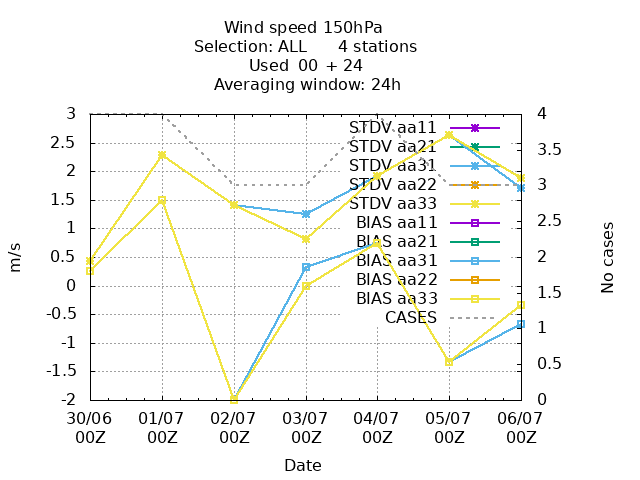 Wind speed 150hPa
Selection: ALL 4 stations
Used 00 + 24
Averaging window: 24h
3
2.5
2
1.5
1
0.5
0
-0.5
-1
-1.5
-2
m/s
4
3.5
3
2.5
2
1.5
1
0.5
0
No cases
STDV aa11
STDV aa21
STDV aa31
STDV aa22
STDV aa33
BIAS aa11
BIAS aa21
BIAS aa31
BIAS aa22
BIAS aa33
CASES
30/06 01/07 02/07 03/07 04/07 05/07 06/07
00Z 00Z 00Z 00Z 00Z 00Z 00Z
Date